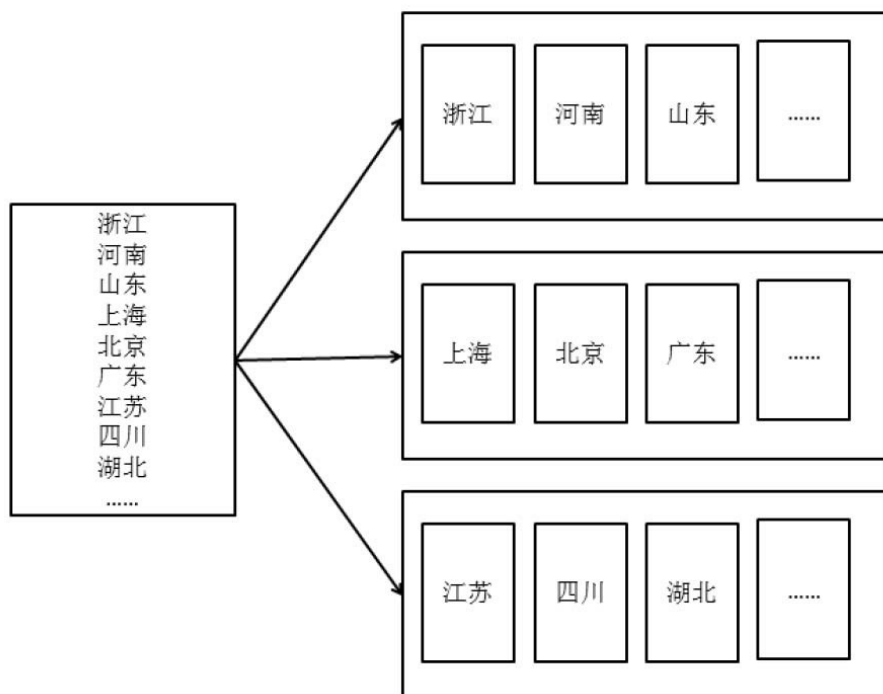 浙江
河南
山东
上海
北京
广东
江苏
四川
湖北
......
浙江 河南 山东 ......
上海 北京 广东 ......
江苏 四川 湖北 ......